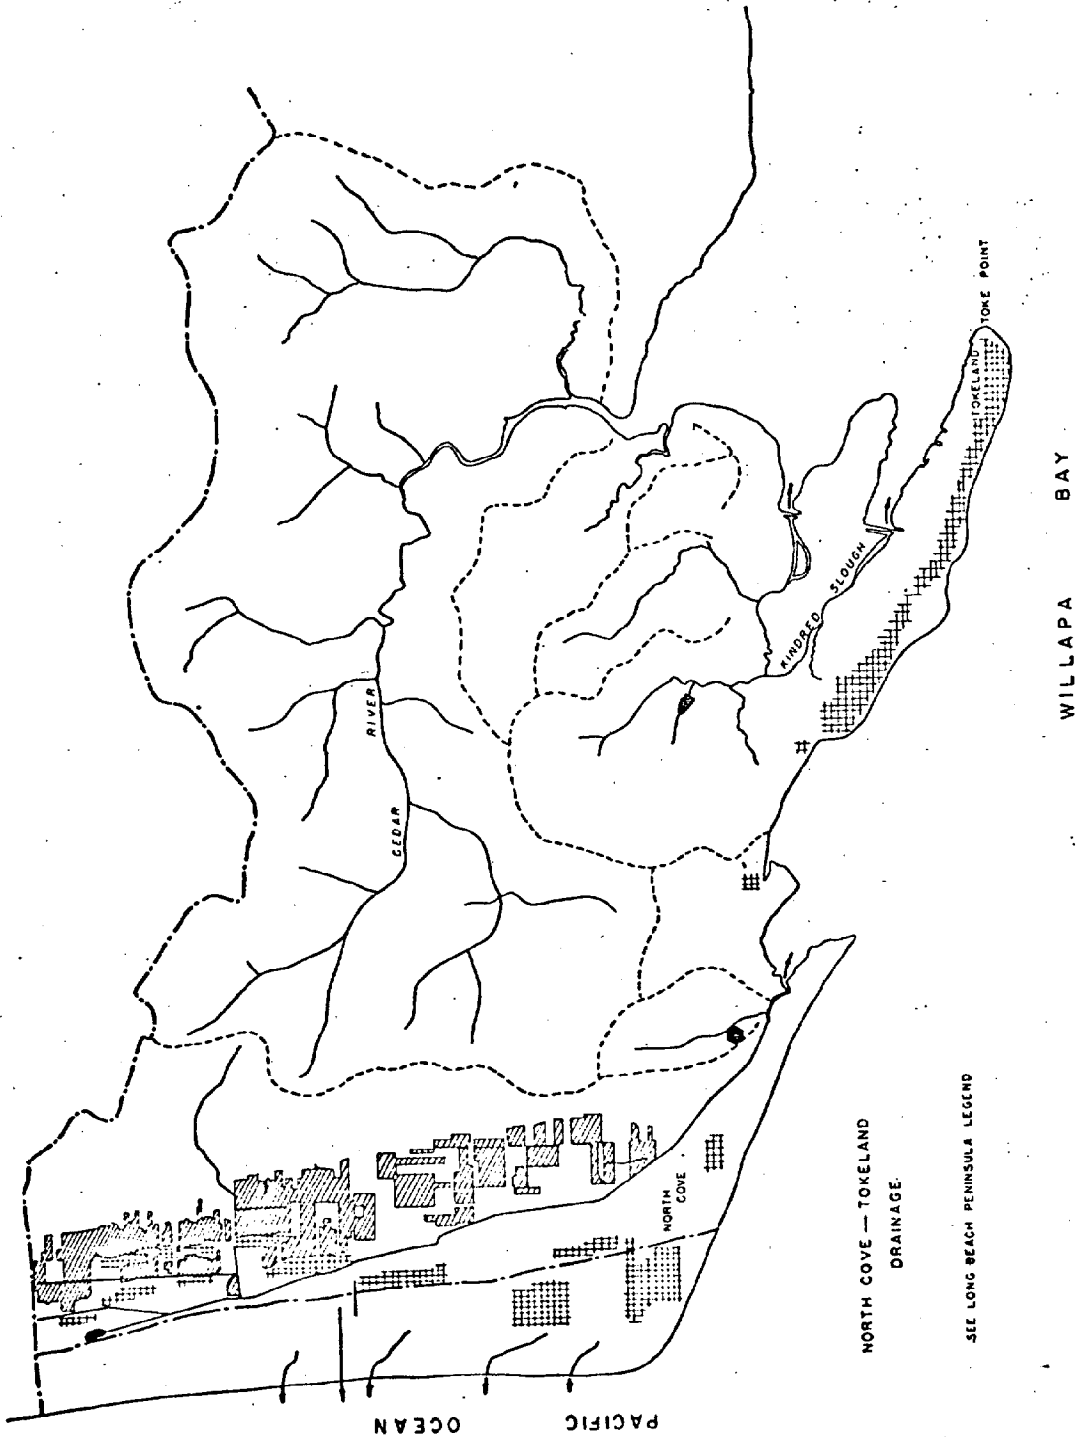 PACIFIC OCEAN
NORTH
COVE
CEDAR RIVER
KINDRED SLOUGH
TOKELAND
TOKE POINT
WILLAPA BAY
NORTH COVE — TOKELAND
DRAINAGE
SEE LONG BEACH PENINSULA LEGEND